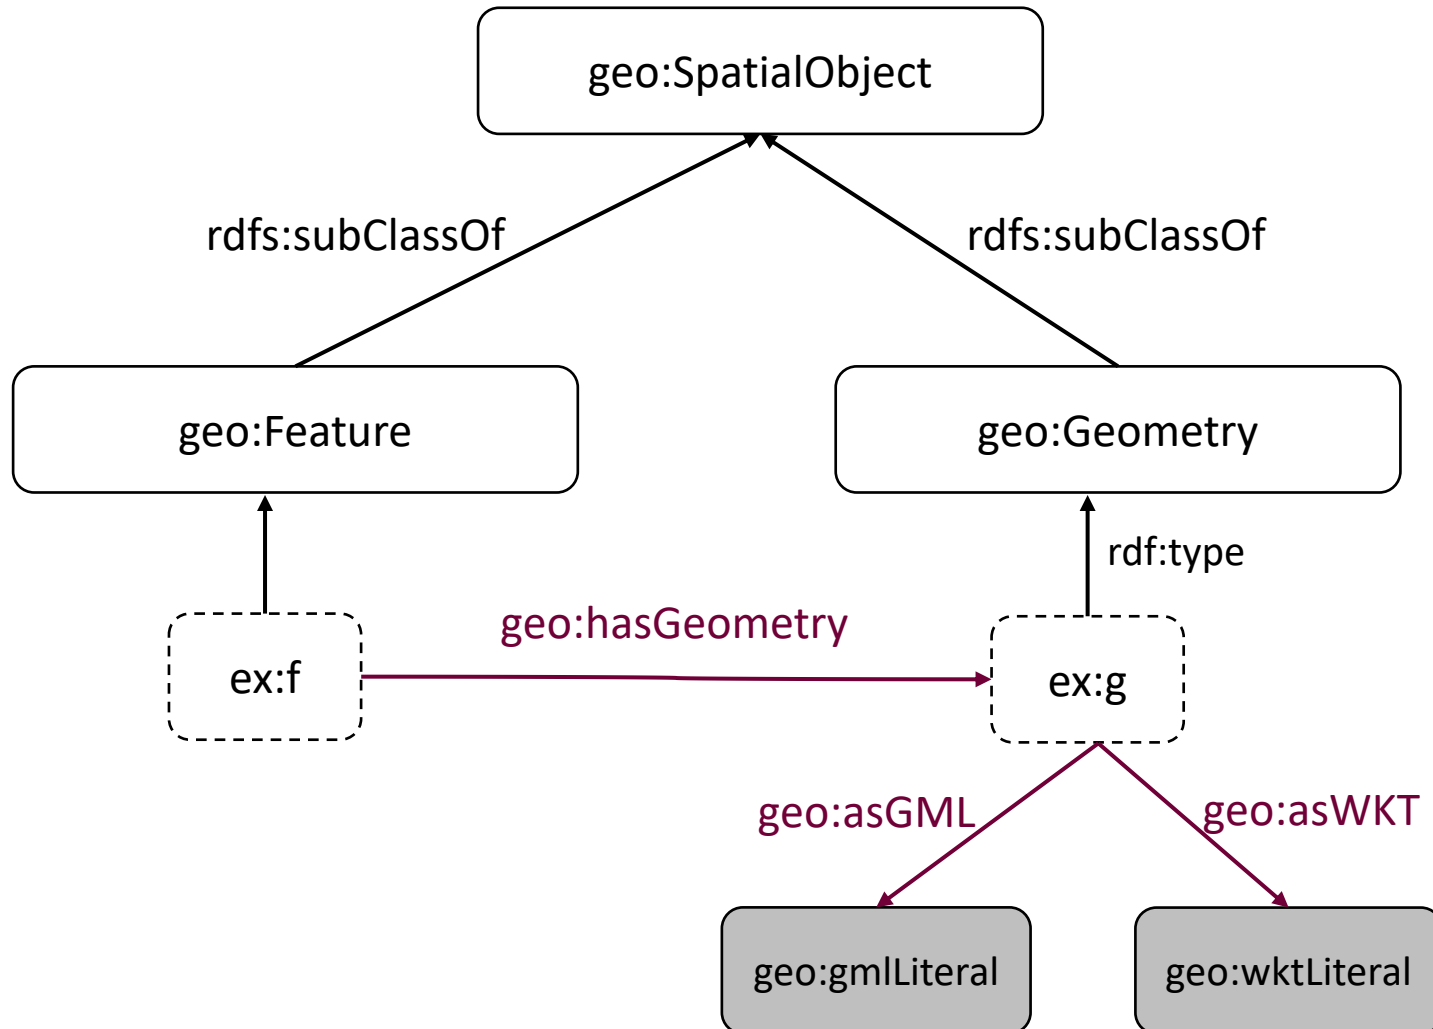 geo:SpatialObject
rdfs:subClassOf
rdfs:subClassOf
geo:Feature
geo:Geometry
rdf:type
geo:hasGeometry
ex:f
ex:g
geo:asGML
geo:asWKT
geo:gmlLiteral
geo:wktLiteral